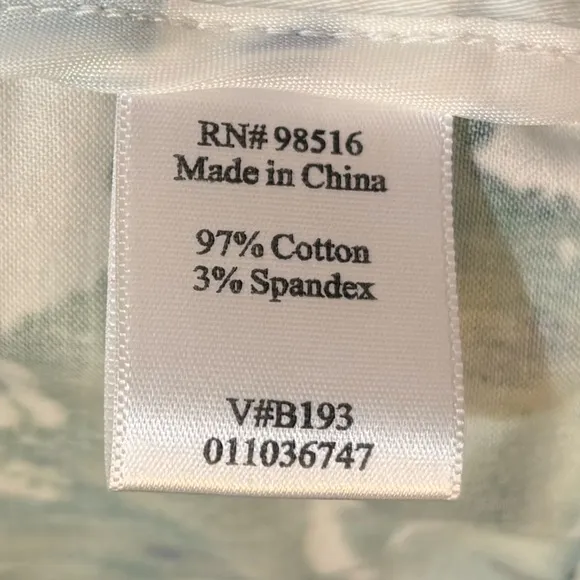 RN# 98516
Made in China
97% Cotton
3% Spandex
V#B193
011036747